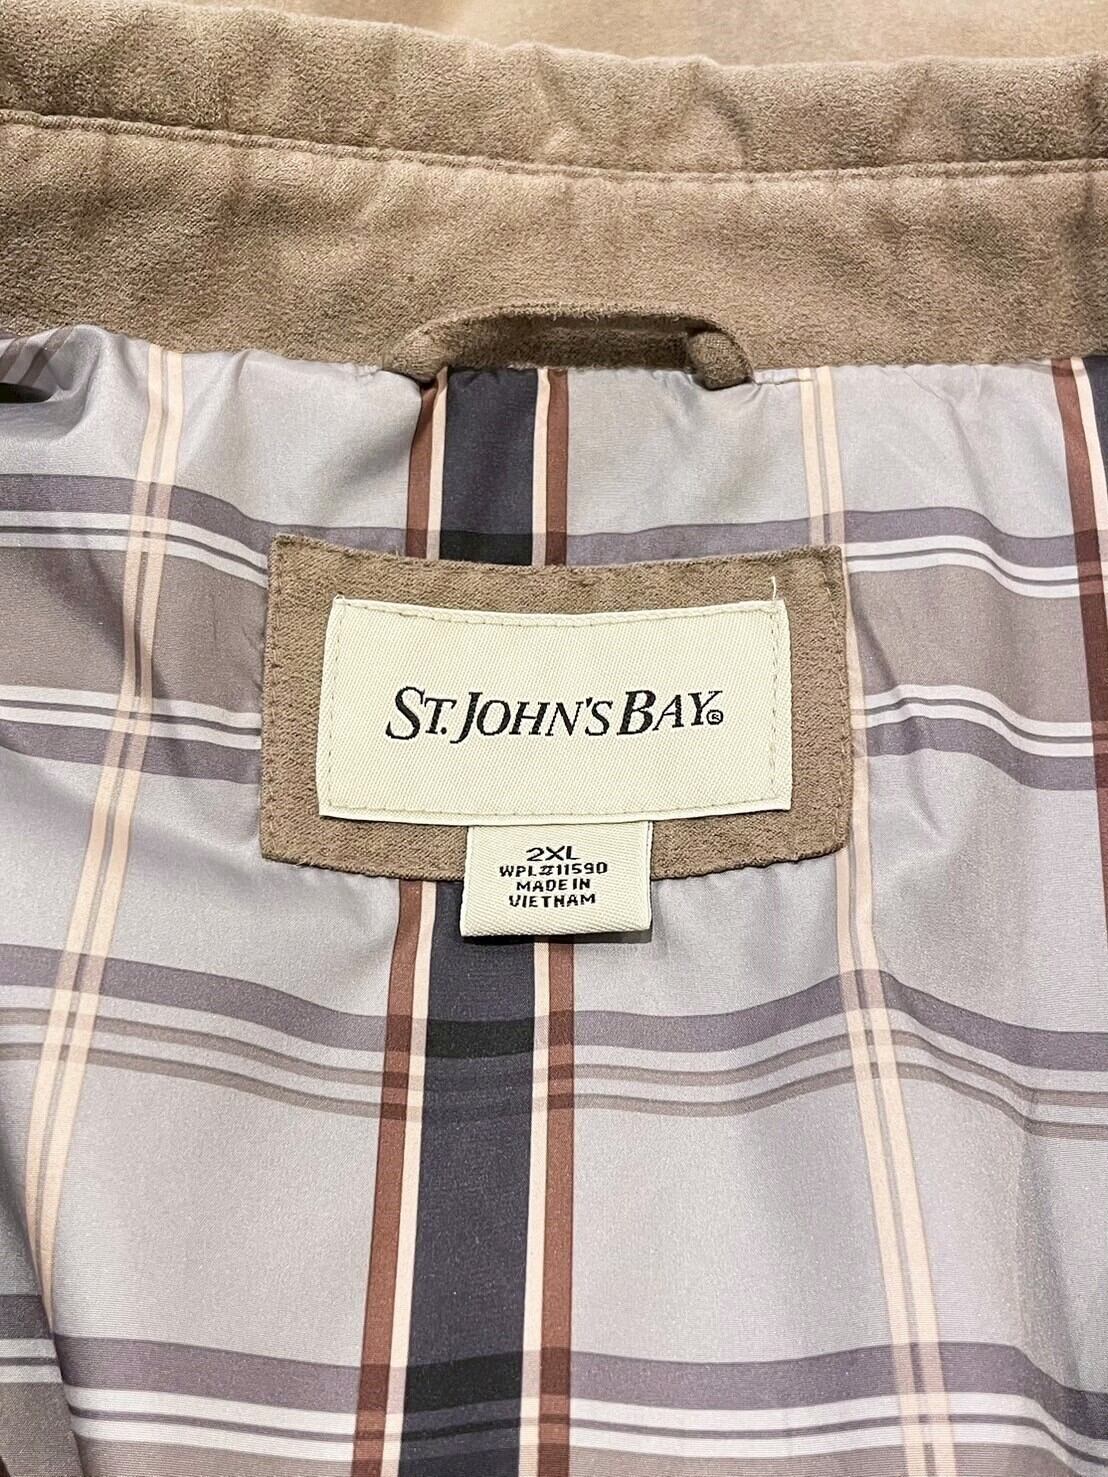 ST. JOHN'S BAY®
2XL
WPL#11590
MADE IN
VIETNAM